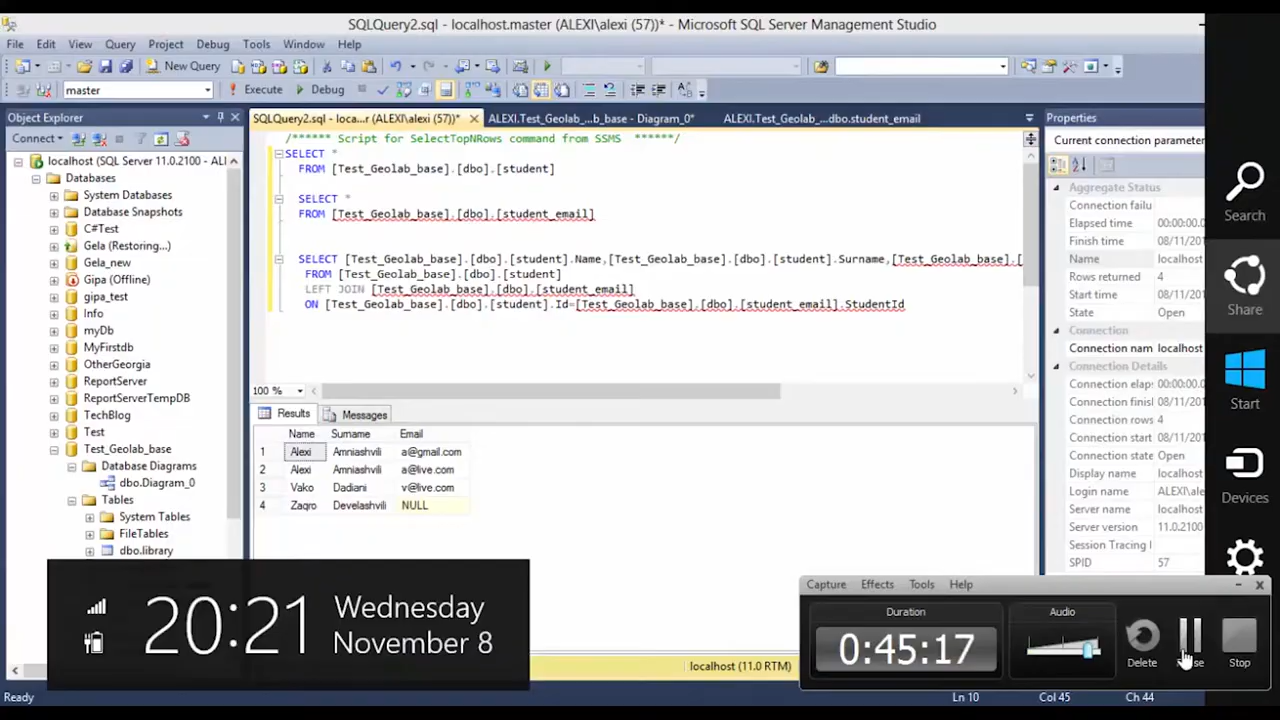 SQLQuery2.sql - localhost.master (ALEXI\alexi (57))* - Microsoft SQL Server Management Studio
File Edit View Query Project Debug Tools Window Help
New Query
master Execute Debug
Object Explorer
Connect
localhost (SQL Server 11.0.2100 - ALI
Databases
System Databases
Database Snapshots
C#Test
Gela (Restoring...)
Gela_new
Gipa (Offline)
gipa_test
Info
myDb
MyFirstdb
OtherGeorgia
ReportServer
ReportServerTempDB
TechBlog
Test
Test_Geolab_base
Database Diagrams
dbo.Diagram_0
Tables
System Tables
FileTables
dbo.library
SQLQuery2.sql - loca...r (ALEXI\alexi (57))* ALEXI.Test_Geolab_...b_base - Diagram_0* ALEXI.Test_Geolab_...dbo.student_email
/****** Script for SelectTopNRows command from SSMS ******/
SELECT *
FROM [Test_Geolab_base].[dbo].[student]
SELECT *
FROM [Test_Geolab_base].[dbo].[student_email]
SELECT [Test_Geolab_base].[dbo].[student].Name,[Test_Geolab_base].[dbo].[student].Surname,[Test_Geolab_base].[
FROM [Test_Geolab_base].[dbo].[student]
LEFT JOIN [Test_Geolab_base].[dbo].[student_email]
ON [Test_Geolab_base].[dbo].[student].Id=[Test_Geolab_base].[dbo].[student_email].StudentId
100 %
Results Messages
Name Surname Email
1 Alexi Amniashvili a@gmail.com
2 Alexi Amniashvili a@live.com
3 Vako Dadiani v@live.com
4 Zaqro Develashvili NULL
Properties
Current connection parameter
Aggregate Status
Connection failu
Elapsed time 00:00:00.0
Finish time 08/11/201
Name localhost
Rows returned 4
Start time 08/11/201
State Open
Connection
Connection nam localhost
Connection Details
Connection elap 00:00:00.0
Connection finis 08/11/201
Connection rows 4
Connection start 08/11/201
Connection state Open
Display name localhost
Login name ALEXI\ale
Server name localhost
Server version 11.0.2100
Session Tracing I
SPID 57
Search
Share
Start
Devices
20:21 Wednesday
November 8
localhost (11.0 RTM)
Capture Effects Tools Help
Duration
0:45:17
Audio
Delete
Stop
Ready Ln 10 Col 45 Ch 44